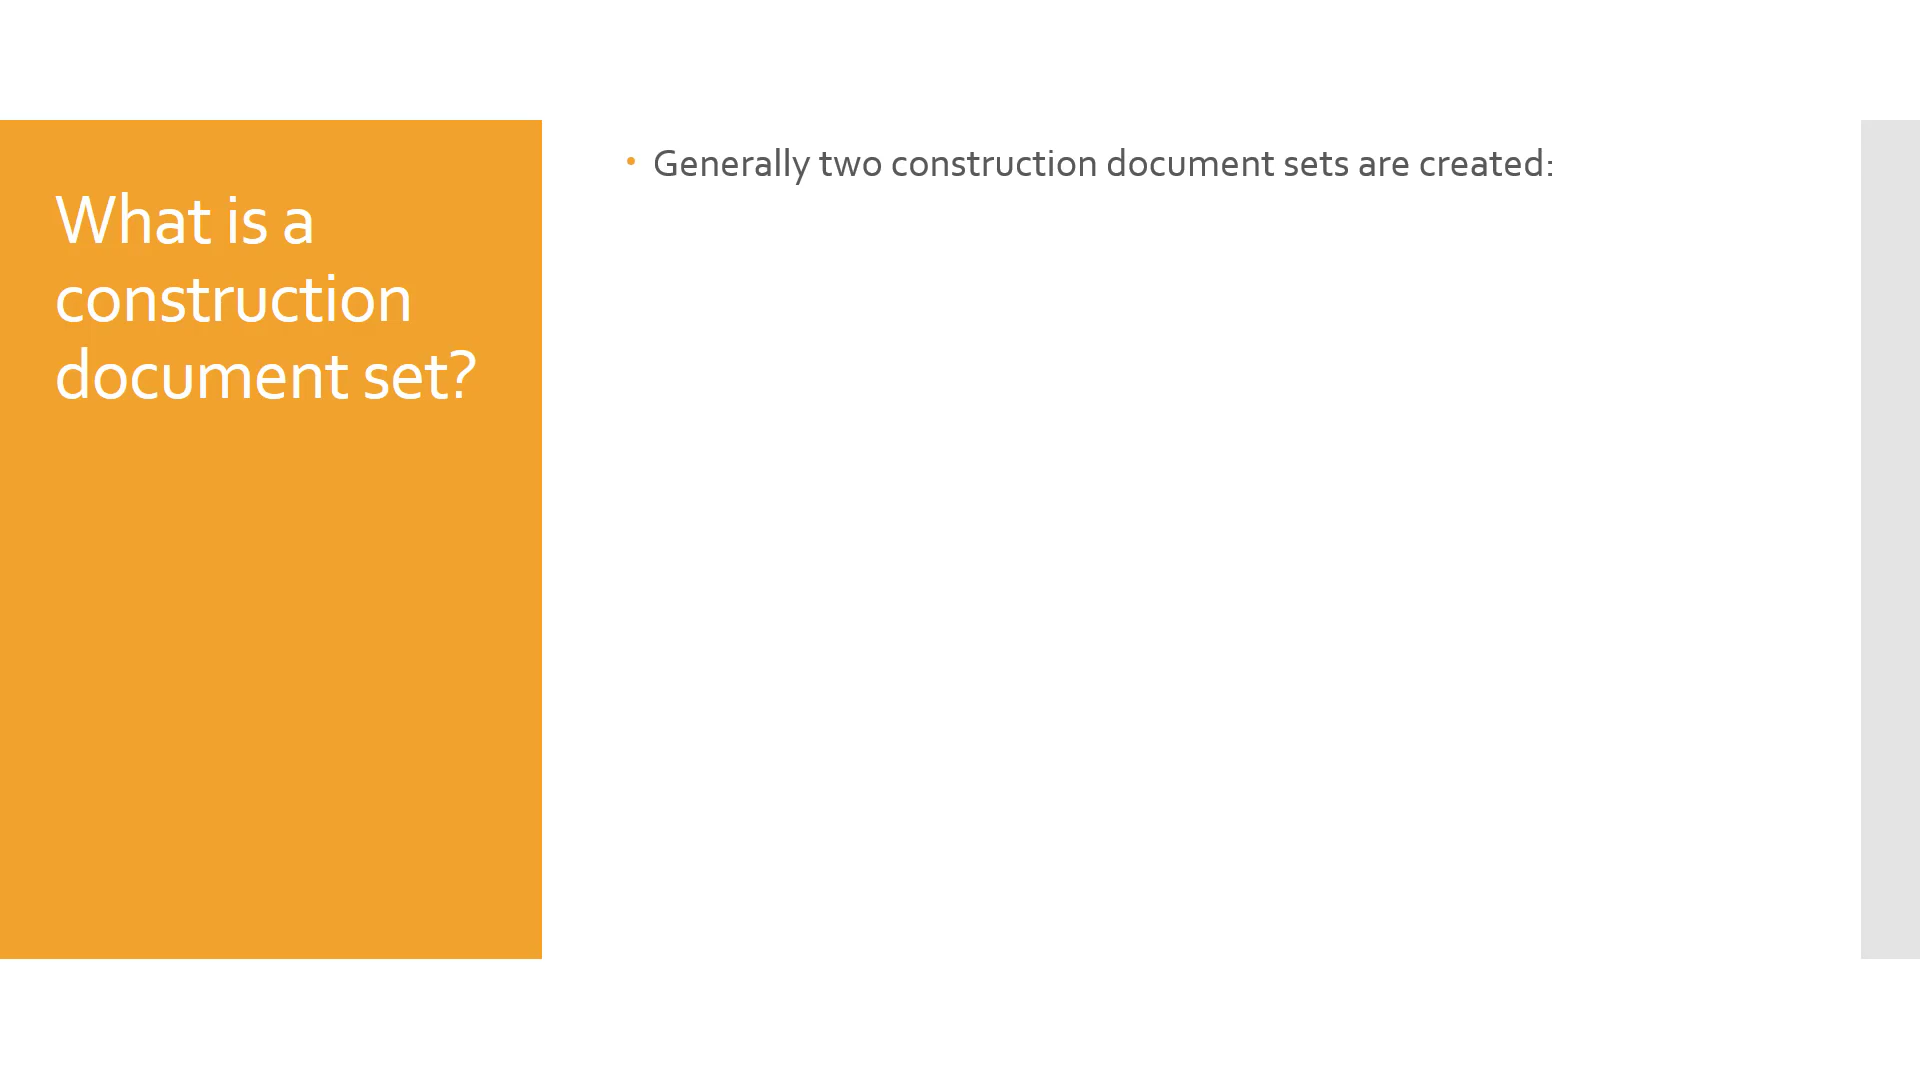 What is a
construction
document set?
• Generally two construction document sets are created: